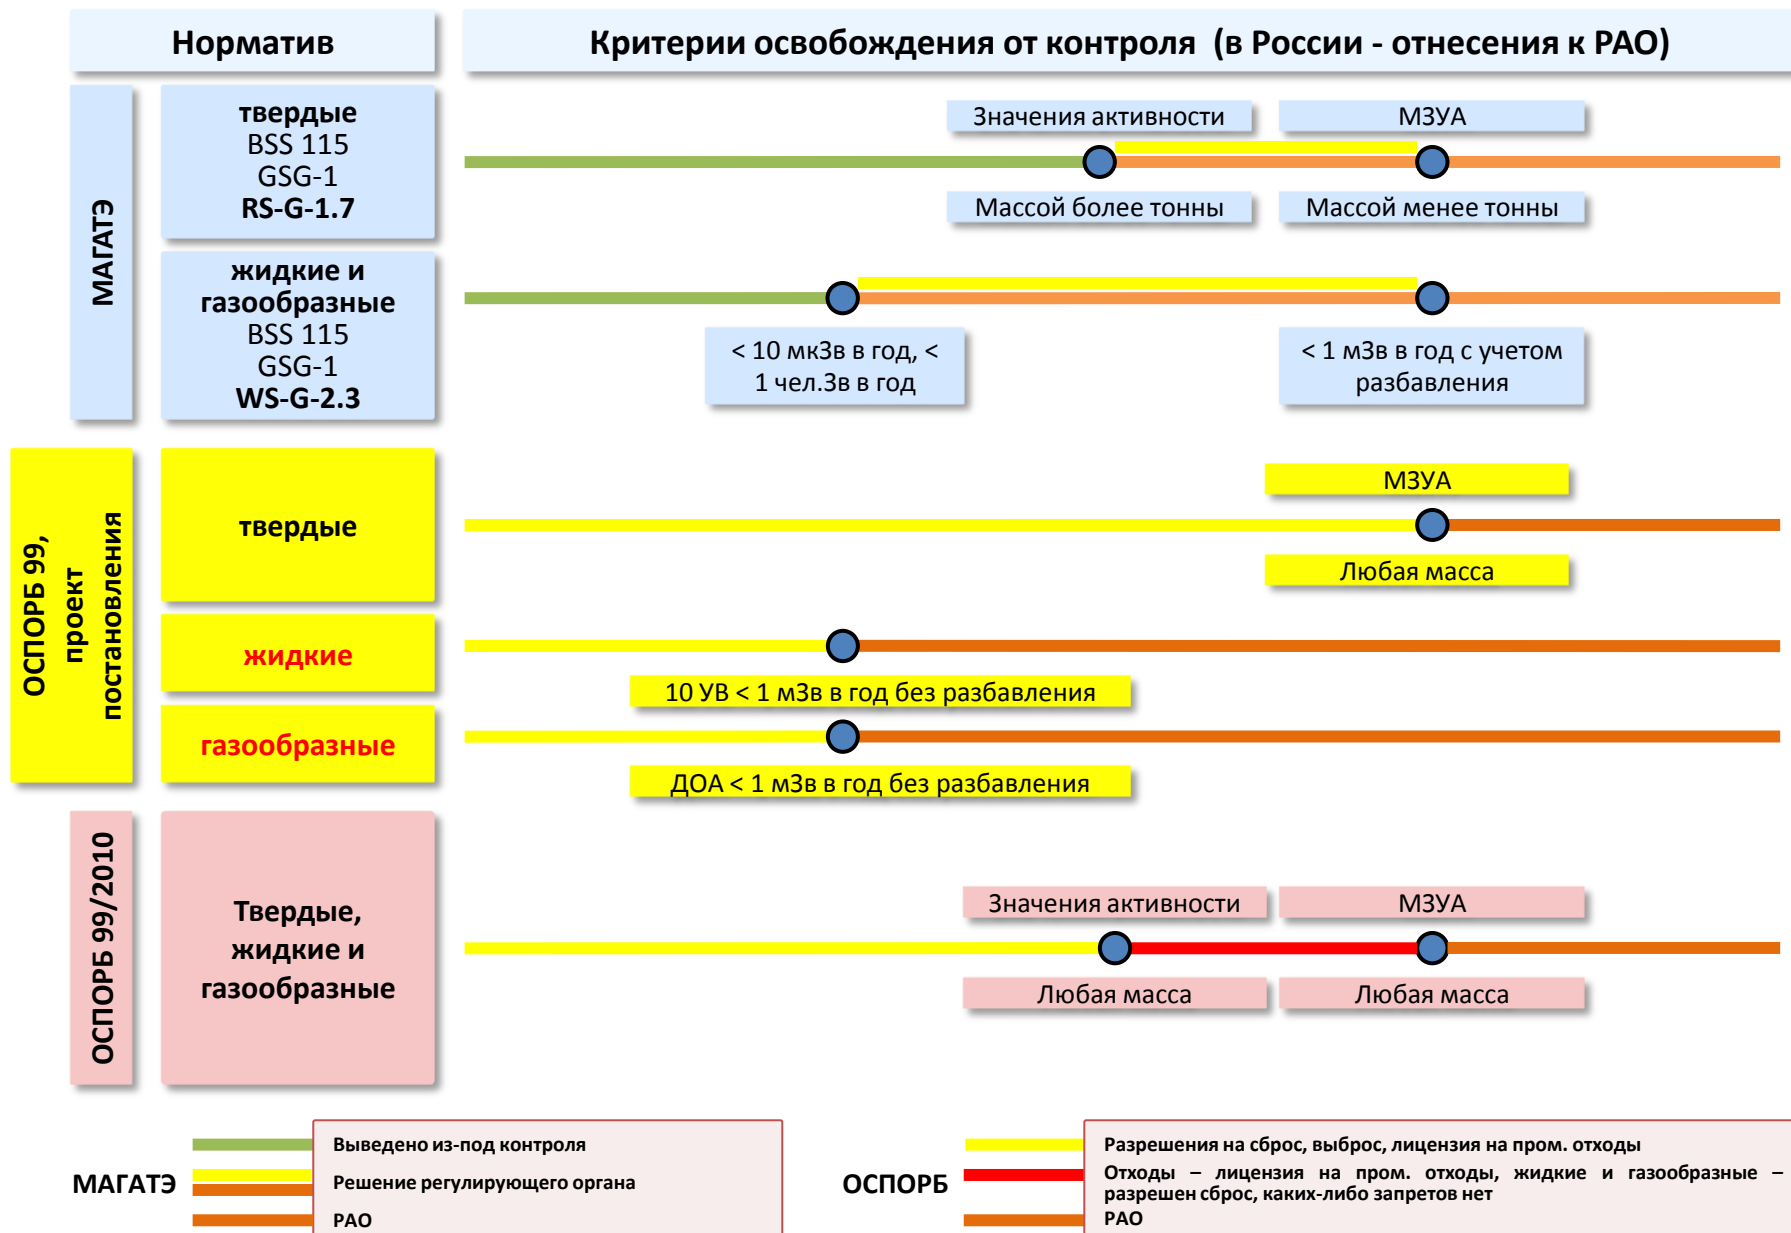 Норматив
Критерии освобождения от контроля (в России - отнесения к РАО)
МАГАТЭ
твердые
BSS 115
GSG-1
RS-G-1.7
Значения активности
МЗУА
Массой более тонны
Массой менее тонны
жидкие и
газообразные
BSS 115
GSG-1
WS-G-2.3
< 10 мкЗв в год, <
1 чел.Зв в год
< 1 мЗв в год с учетом
разбавления
ОСПОРБ 99,
проект
постановления
твердые
МЗУА
Любая масса
жидкие
10 УВ < 1 мЗв в год без разбавления
газообразные
ДОА < 1 мЗв в год без разбавления
ОСПОРБ 99/2010
Твердые,
жидкие и
газообразные
Значения активности
МЗУА
Любая масса
Любая масса
МАГАТЭ
Выведено из-под контроля
Решение регулирующего органа
РАО
ОСПОРБ
Разрешения на сброс, выброс, лицензия на пром. отходы
Отходы – лицензия на пром. отходы, жидкие и газообразные –
разрешен сброс, каких-либо запретов нет
РАО